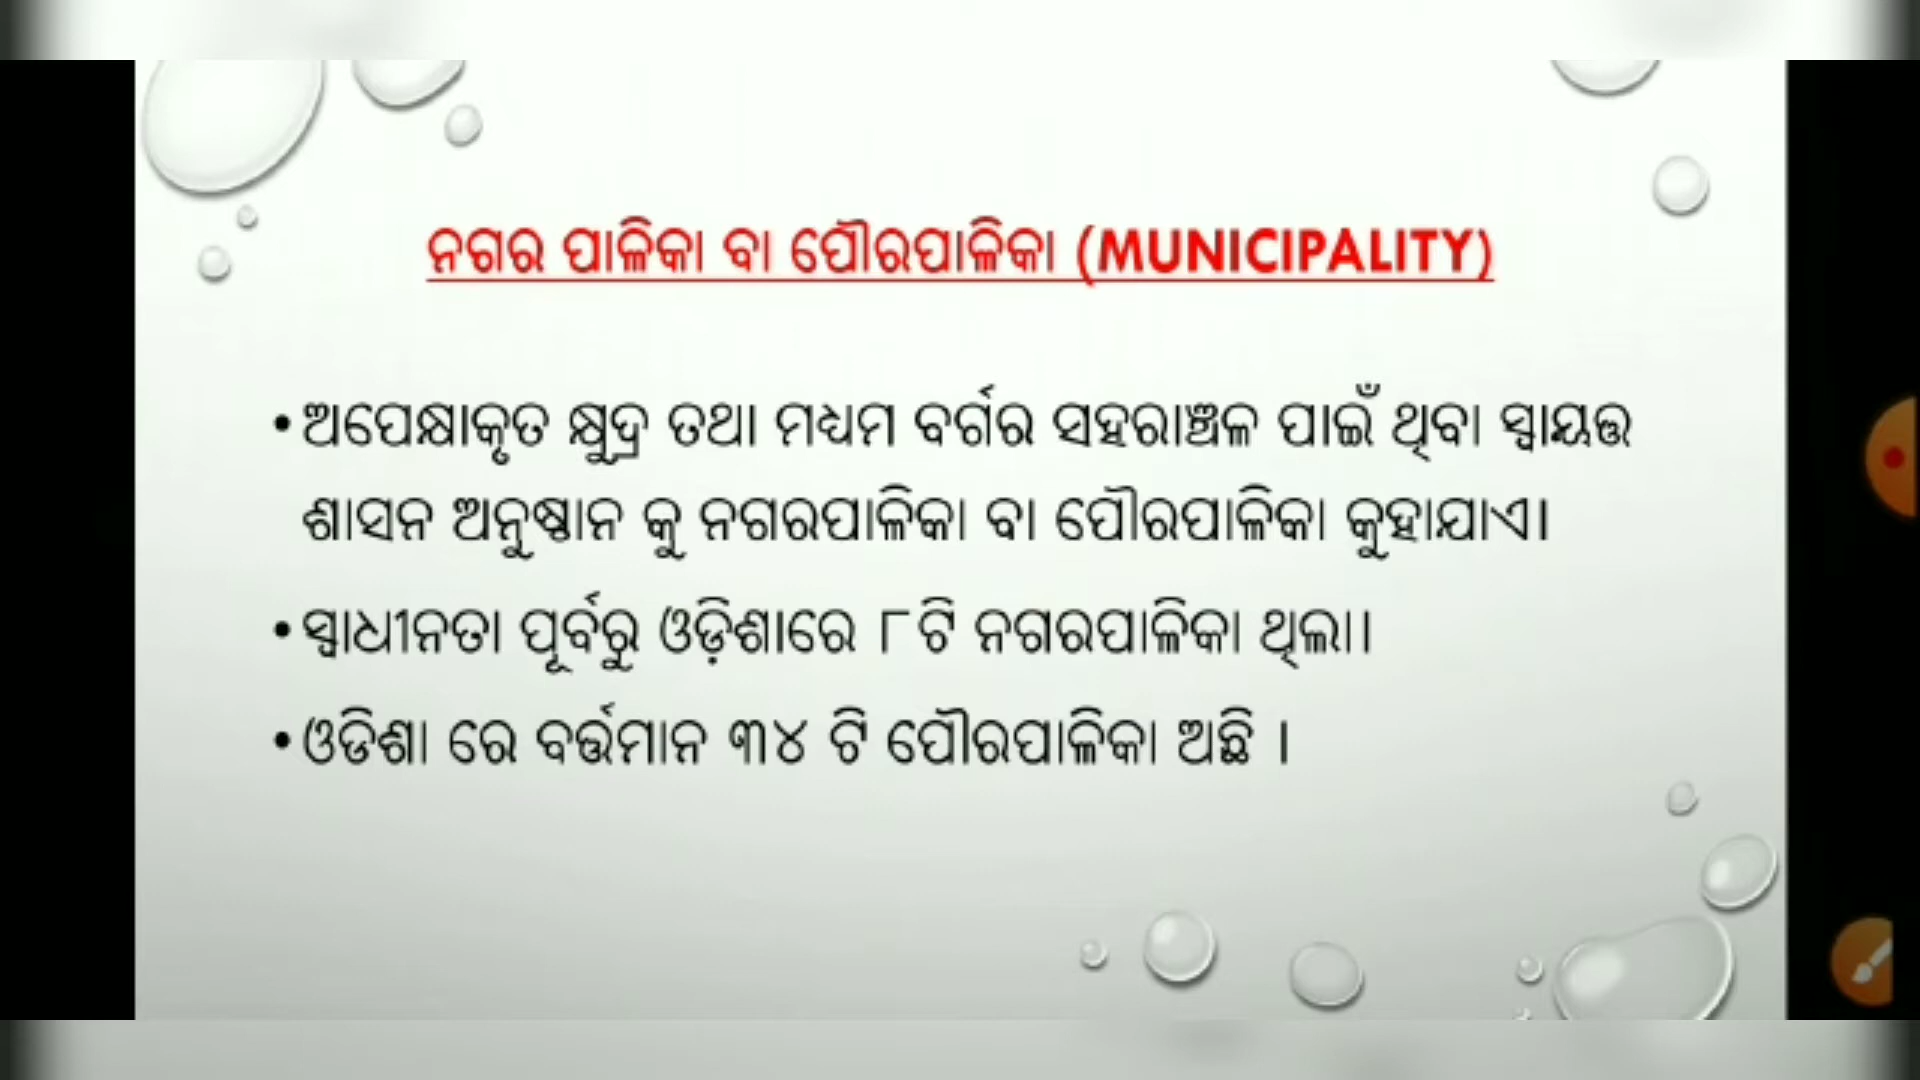 ନଗର ପାଳିକା ବା ପୌରପାଳିକା (MUNICIPALITY)
• ଅପେକ୍ଷାକୃତ କ୍ଷୁଦ୍ର ତଥା ମଧ୍ୟମ ବର୍ଗର ସହରାଞ୍ଚଳ ପାଇଁ ଥିବା ସ୍ୱାୟତ୍ତ
ଶାସନ ଅନୁଷ୍ଠାନ କୁ ନଗରପାଳିକା ବା ପୌରପାଳିକା କୁହାଯାଏ।
• ସ୍ୱାଧୀନତା ପୂର୍ବରୁ ଓଡ଼ିଶାରେ ୮ଟି ନଗରପାଳିକା ଥିଲା।
• ଓଡିଶା ରେ ବର୍ତ୍ତମାନ ୩୪ ଟି ପୌରପାଳିକା ଅଛି ।